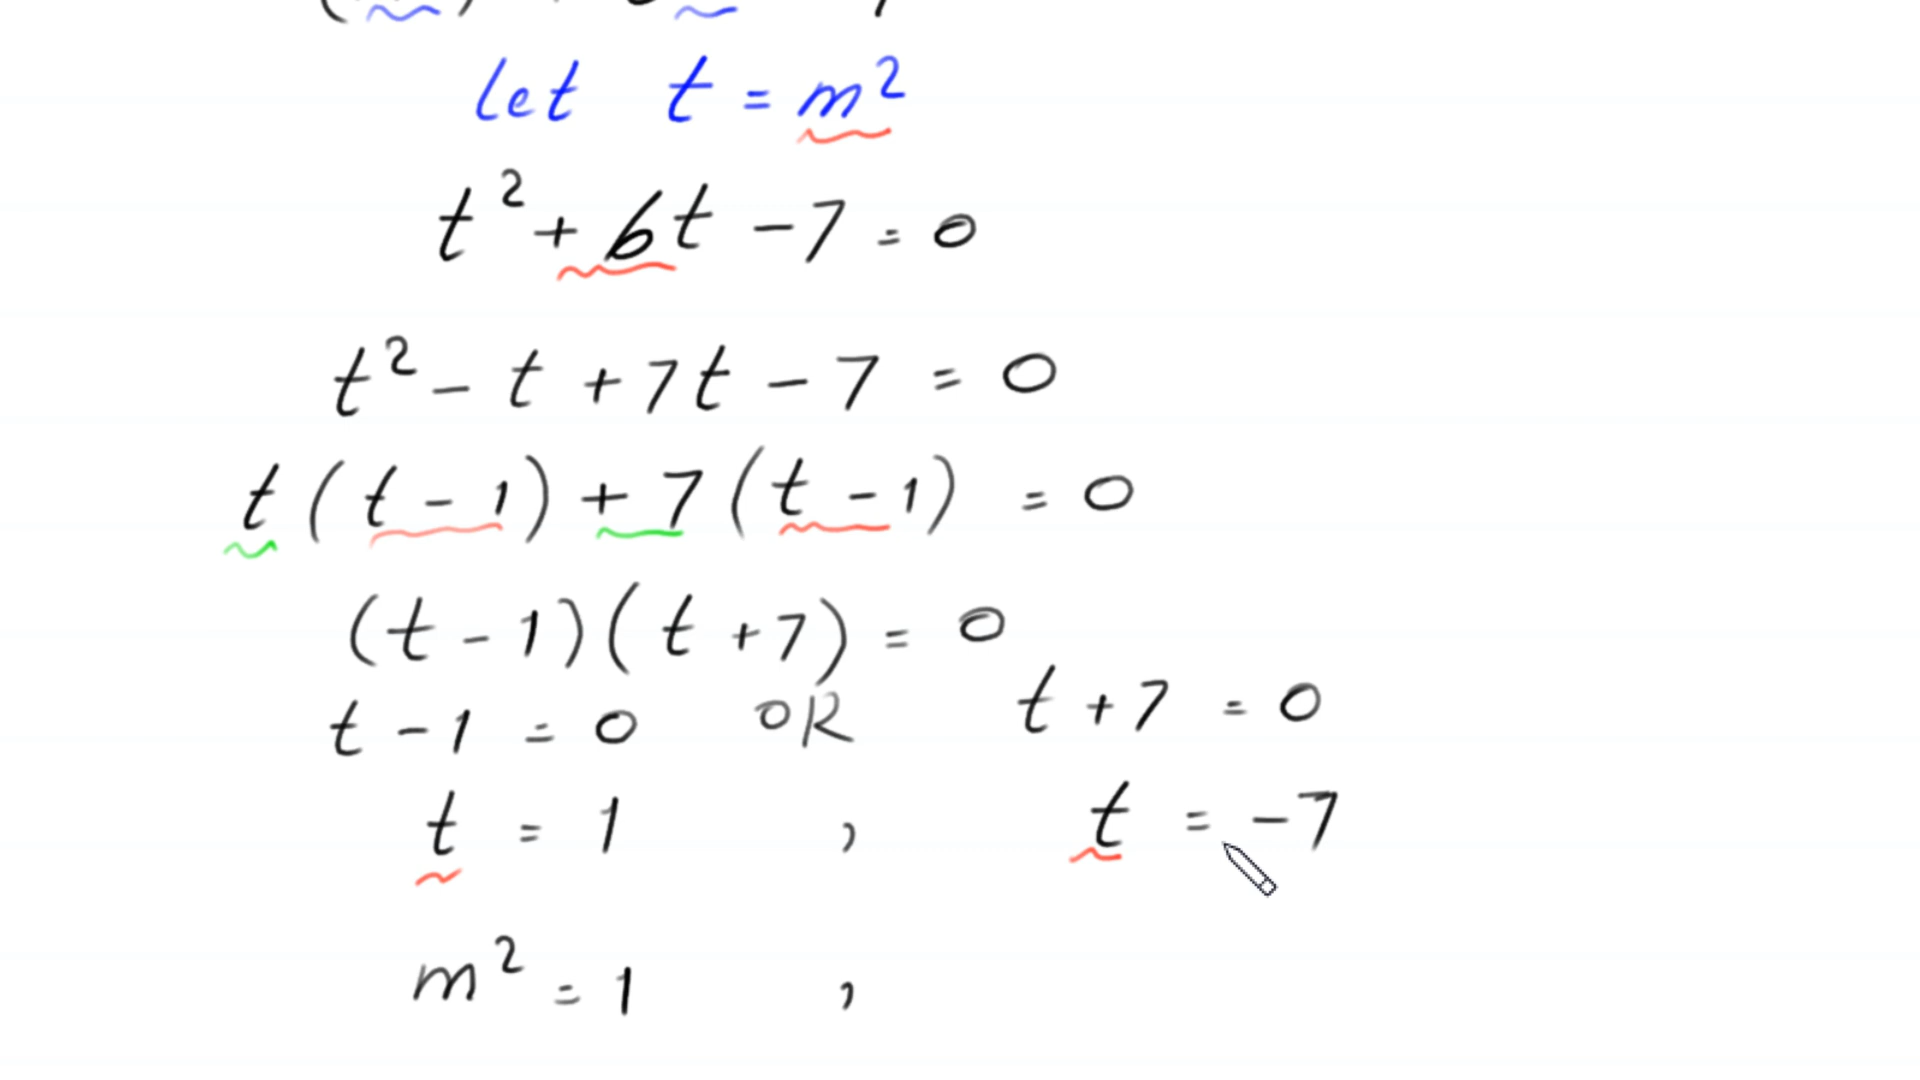 let t = m²
t² + 6t - 7 = 0
t² - t + 7t - 7 = 0
t(t - 1) + 7(t - 1) = 0
(t - 1)(t + 7) = 0
t - 1 = 0 OR t + 7 = 0
t = 1 , t = -7
m² = 1 ,